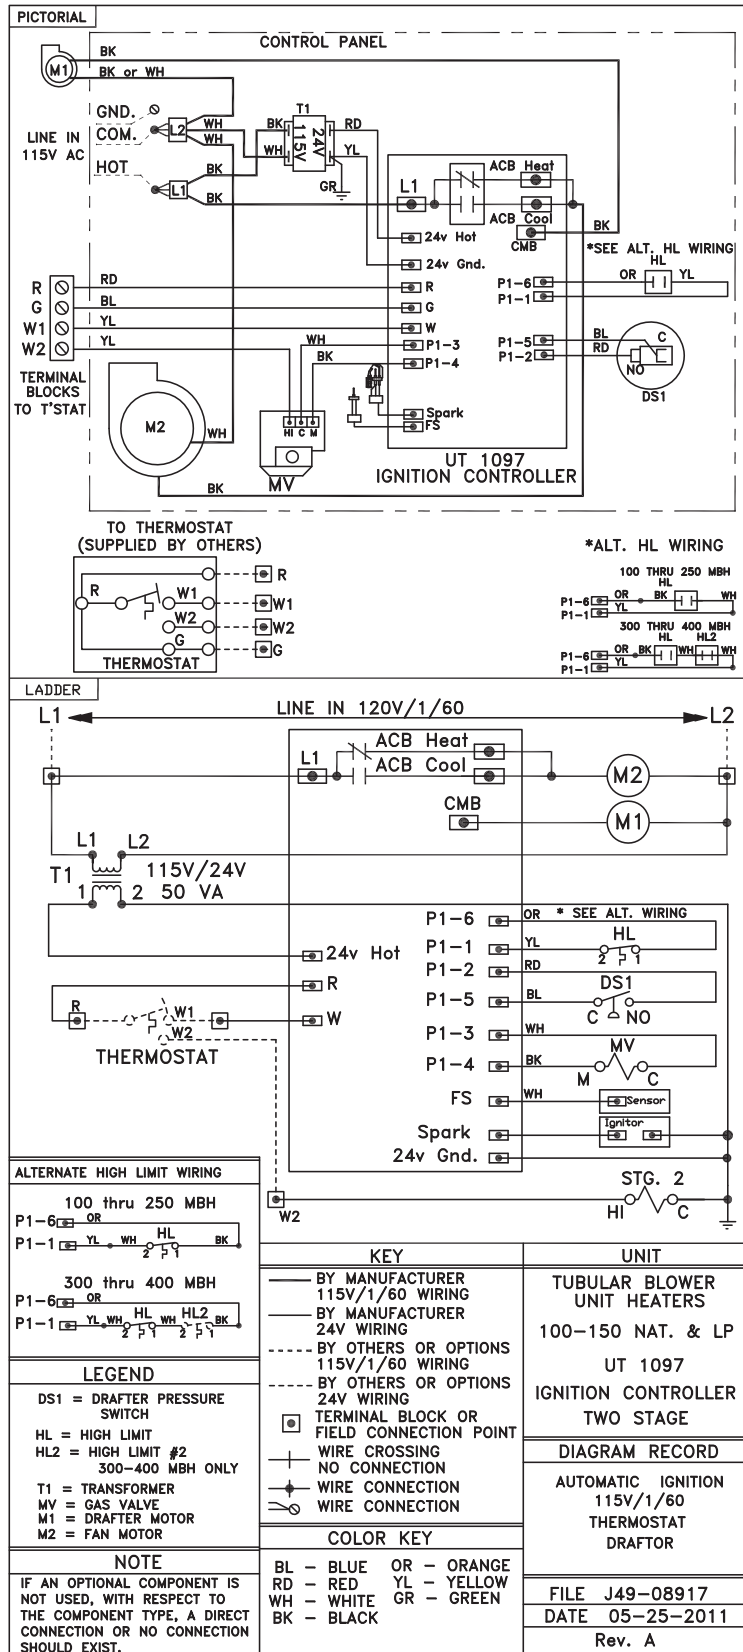 PICTORIAL
CONTROL PANEL
M1
BK
BK or WH
GND.
COM.
LINE IN
115V AC
HOT
L2
WH
WH
L1
BK
BK
BK
WH
T1
115V
24V
RD
YL
GR
L1
ACB Heat
ACB Cool
CMB
BK
24v Hot
24v Gnd.
*SEE ALT. HL WIRING
HL
OR
YL
P1-6
P1-1
R
G
W1
W2
RD
BL
YL
YL
TERMINAL
BLOCKS
TO T'STAT
R
G
W
P1-3
P1-4
WH
BK
P1-5
P1-2
BL
RD
C
NO
DS1
Spark
FS
M2
WH
BK
HI C M
MV
UT 1097
IGNITION CONTROLLER
TO THERMOSTAT
(SUPPLIED BY OTHERS)
R
W1
W2
G
R
W1
W2
G
THERMOSTAT
*ALT. HL WIRING
100 THRU 250 MBH
HL
P1-6 OR BK WH
P1-1 YL
300 THRU 400 MBH
HL HL2
P1-6 OR BK WH WH
P1-1 YL
LADDER
L1
LINE IN 120V/1/60
L2
L1
ACB Heat
ACB Cool
M2
CMB
M1
L1 L2
T1
115V/24V
1 2 50 VA
24v Hot
R
W
R
W1
W2
THERMOSTAT
P1-6
OR
* SEE ALT. WIRING
P1-1
YL
HL
2 1
P1-2
RD
DS1
P1-5
BL
C NO
P1-3
WH
MV
P1-4
BK
M C
FS
WH
Sensor
Spark
Ignitor
24v Gnd.
W2
STG. 2
HI C
ALTERNATE HIGH LIMIT WIRING
100 thru 250 MBH
P1-6 OR
P1-1 YL WH HL BK
2 1
300 thru 400 MBH
P1-6 OR
P1-1 YL WH HL WH HL2 BK
2 1 2 1
LEGEND
DS1 = DRAFTER PRESSURE
SWITCH
HL = HIGH LIMIT
HL2 = HIGH LIMIT #2
300-400 MBH ONLY
T1 = TRANSFORMER
MV = GAS VALVE
M1 = DRAFTER MOTOR
M2 = FAN MOTOR
NOTE
IF AN OPTIONAL COMPONENT IS
NOT USED, WITH RESPECT TO
THE COMPONENT TYPE, A DIRECT
CONNECTION OR NO CONNECTION
SHOULD EXIST.
KEY
BY MANUFACTURER
115V/1/60 WIRING
BY MANUFACTURER
24V WIRING
BY OTHERS OR OPTIONS
115V/1/60 WIRING
BY OTHERS OR OPTIONS
24V WIRING
TERMINAL BLOCK OR
FIELD CONNECTION POINT
WIRE CROSSING
NO CONNECTION
WIRE CONNECTION
WIRE CONNECTION
COLOR KEY
BL - BLUE OR - ORANGE
RD - RED YL - YELLOW
WH - WHITE GR - GREEN
BK - BLACK
UNIT
TUBULAR BLOWER
UNIT HEATERS
100-150 NAT. & LP
UT 1097
IGNITION CONTROLLER
TWO STAGE
DIAGRAM RECORD
AUTOMATIC IGNITION
115V/1/60
THERMOSTAT
DRAFTOR
FILE J49-08917
DATE 05-25-2011
Rev. A